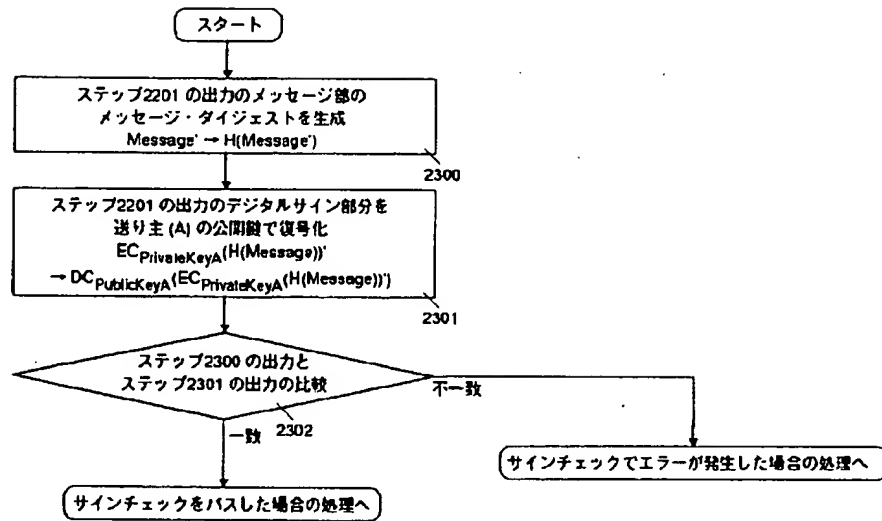 スタート
ステップ2201 の出力のメッセージ部の
メッセージ・ダイジェストを生成
Message' → H(Message')
2300
ステップ2201 の出力のデジタルサイン部分を
送り主 (A) の公開鍵で復号化
EC_PrivateKeyA(H(Message))'
→ DC_PublicKeyA(EC_PrivateKeyA(H(Message))')
2301
ステップ2300 の出力と
ステップ2301 の出力の比較
2302
不一致
一致
サインチェックでエラーが発生した場合の処理へ
サインチェックをパスした場合の処理へ